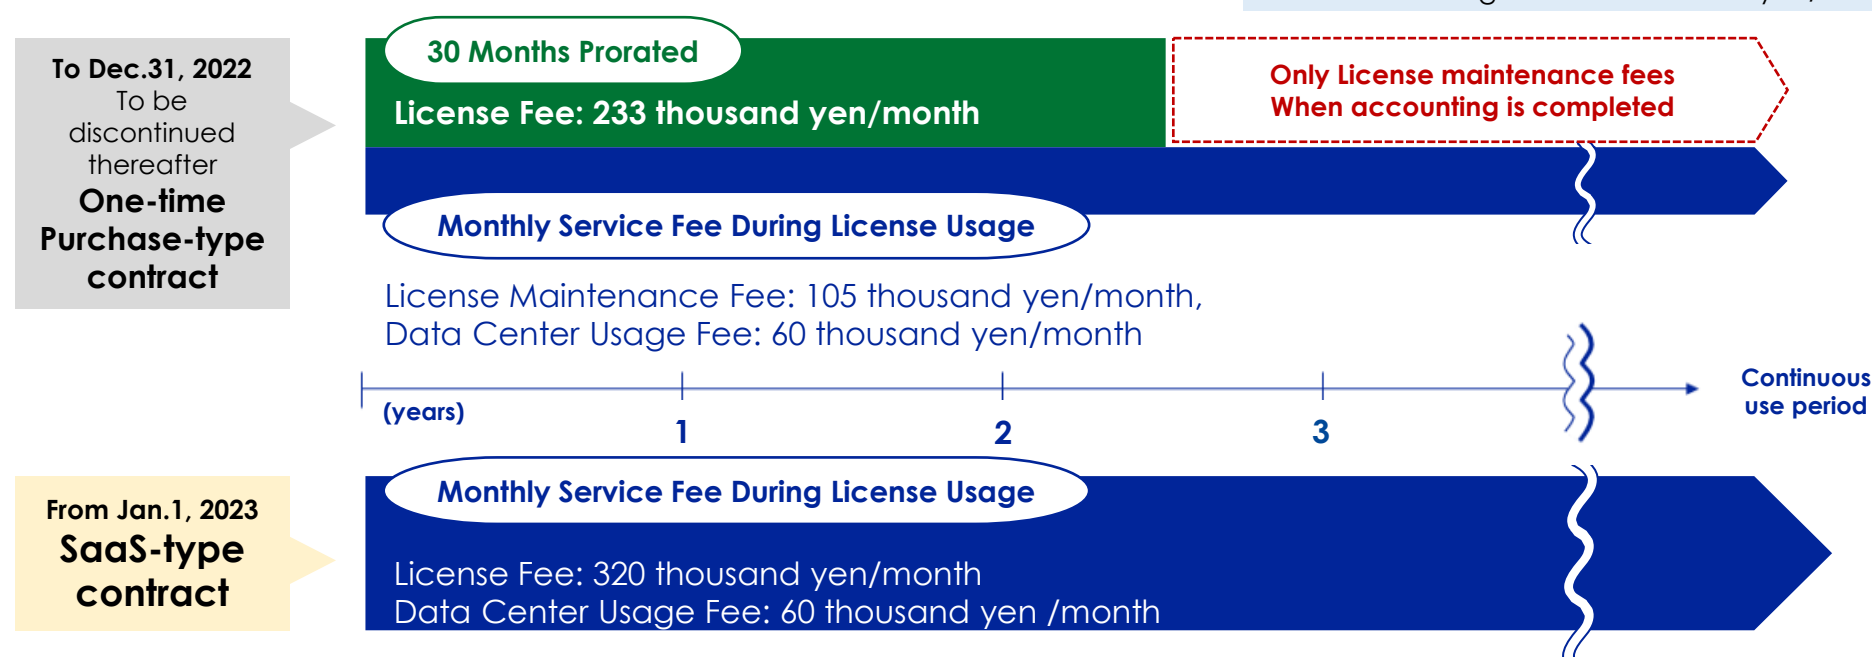 To Dec.31, 2022
To be
discontinued
thereafter
One-time
Purchase-type
contract
30 Months Prorated
License Fee: 233 thousand yen/month
Only License maintenance fees
When accounting is completed
Monthly Service Fee During License Usage
License Maintenance Fee: 105 thousand yen/month,
Data Center Usage Fee: 60 thousand yen/month
(years)
1
2
3
Continuous
use period
From Jan.1, 2023
SaaS-type
contract
Monthly Service Fee During License Usage
License Fee: 320 thousand yen/month
Data Center Usage Fee: 60 thousand yen /month